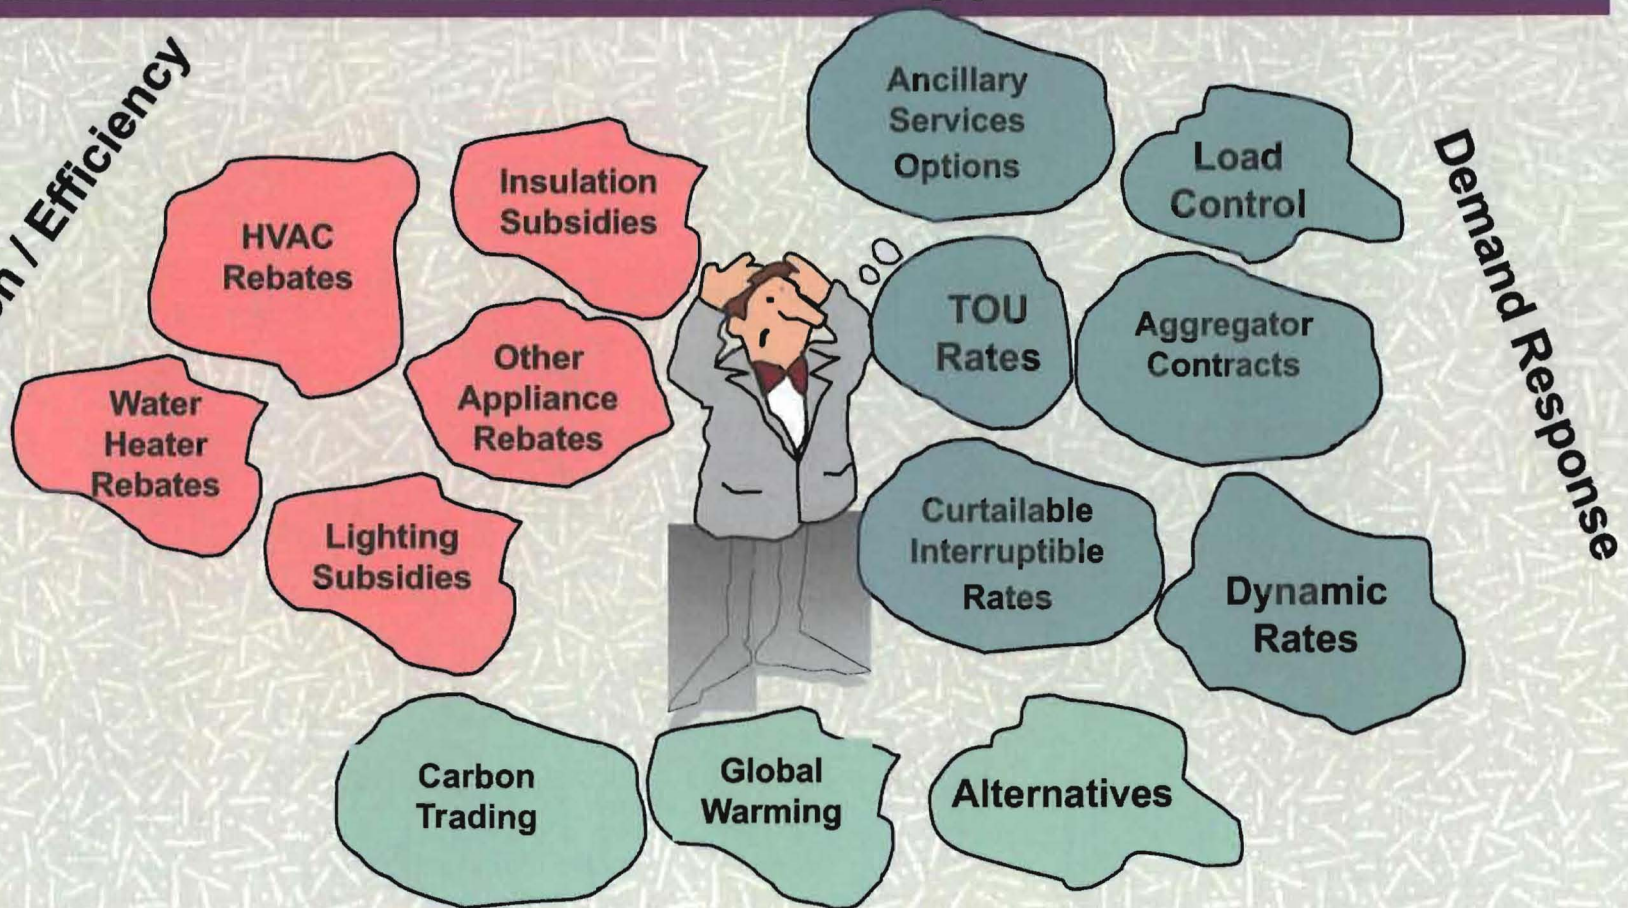 / Efficiency
HVAC
Rebates
Insulation
Subsidies
Water
Heater
Rebates
Other
Appliance
Rebates
Lighting
Subsidies
Ancillary
Services
Options
Load
Control
TOU
Rates
Aggregator
Contracts
Curtailable
Interruptible
Rates
Dynamic
Rates
Demand Response
Carbon
Trading
Global
Warming
Alternatives